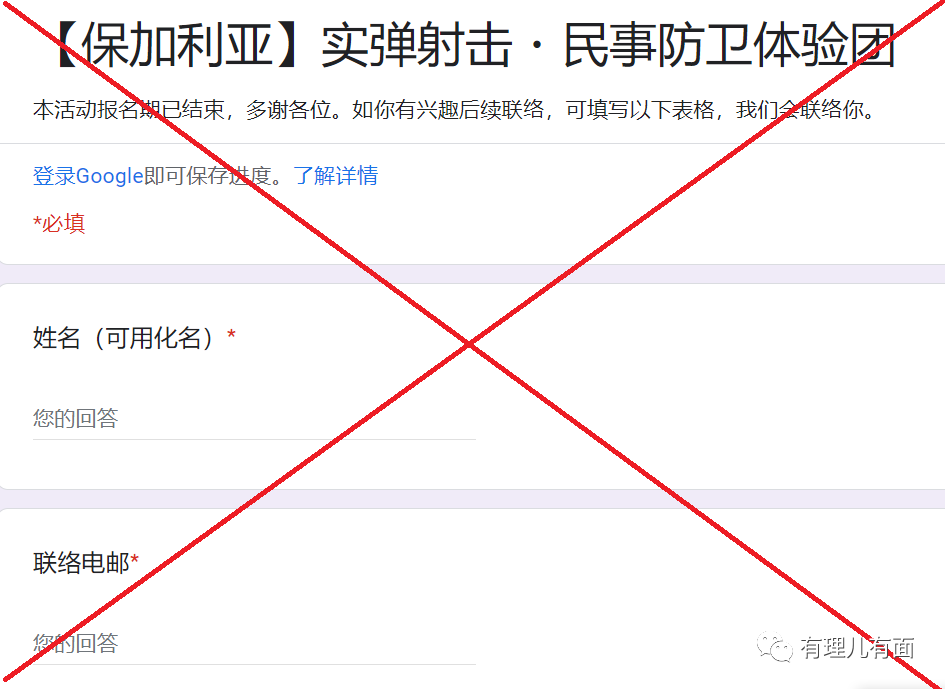 【保加利亚】实弹射击·民事防卫体验团
本活动报名期已结束，多谢各位。如你有兴趣后续联络，可填写以下表格，我们会联络你。
登录Google即可保存进度。了解详情
*必填
姓名（可用化名）*
您的回答
联络电邮*
您的回答
有理儿有面